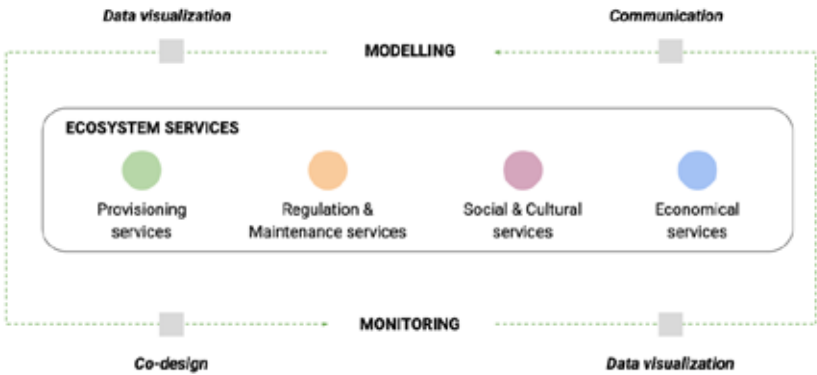 Data visualization
Communication
MODELLING
ECOSYSTEM SERVICES
Provisioning
services
Regulation &
Maintenance services
Social & Cultural
services
Economical
services
MONITORING
Co-design
Data visualization